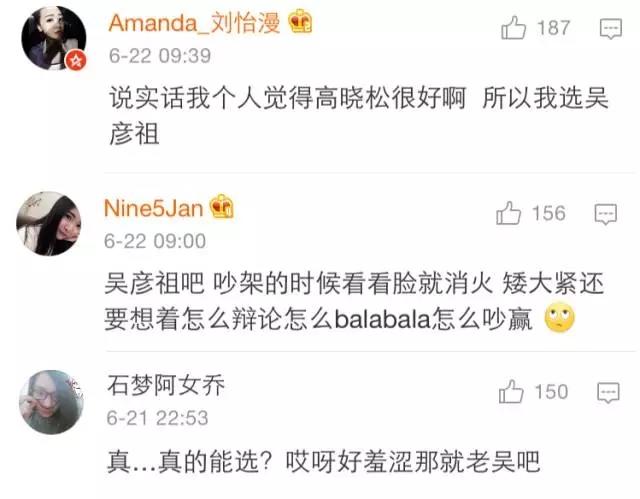 Amanda_刘怡漫 187
6-22 09:39
说实话我个人觉得高晓松很好啊 所以我选吴
彦祖
Nine5Jan 156
6-22 09:00
吴彦祖吧 吵架的时候看看脸就消火 矮大紧还
要想着怎么辩论怎么balabala怎么吵赢 🙄
石梦阿女乔 150
6-21 22:53
真...真的能选？哎呀好羞涩那就老吴吧